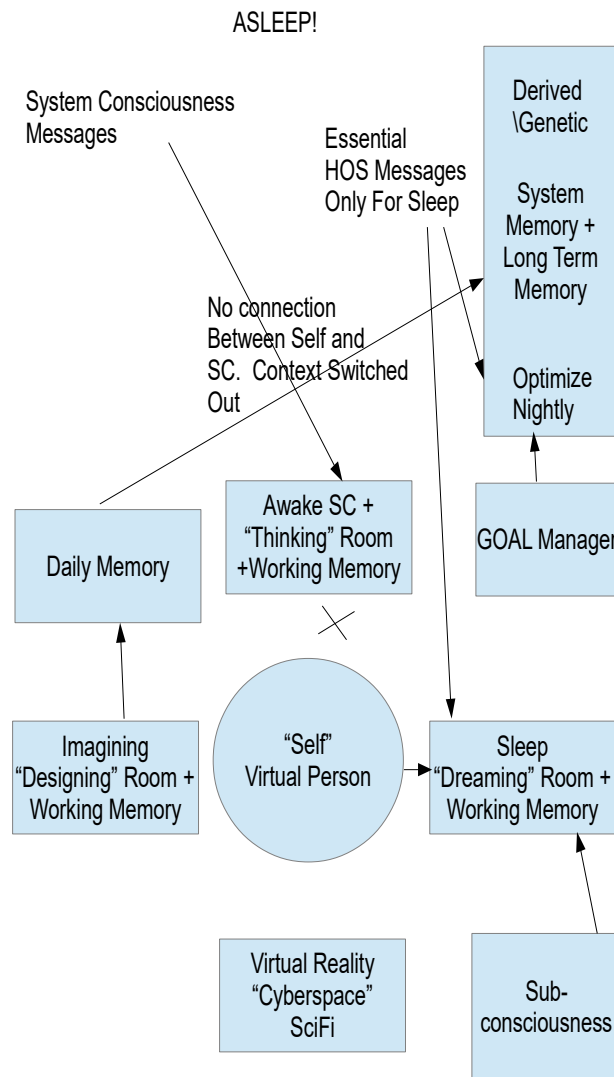 ASLEEP!
System Consciousness
Messages
Essential
HOS Messages
Only For Sleep
Derived
\Genetic
System
Memory +
Long Term
Memory
Optimize
Nightly
No connection
Between Self and
SC.  Context Switched
Out
Daily Memory
Awake SC +
“Thinking” Room
+Working Memory
GOAL Manager
Imagining
“Designing” Room +
Working Memory
“Self”
Virtual Person
Sleep
“Dreaming” Room +
Working Memory
Virtual Reality
“Cyberspace”
SciFi
Sub-
consciousness